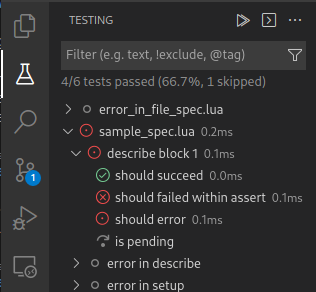 TESTING
Filter (e.g. text, !exclude, @tag)
4/6 tests passed (66.7%, 1 skipped)
error_in_file_spec.lua
sample_spec.lua 0.2ms
describe block 1 0.1ms
should succeed 0.0ms
should failed within assert 0.1ms
should error 0.1ms
is pending
1
error in describe
error in setup